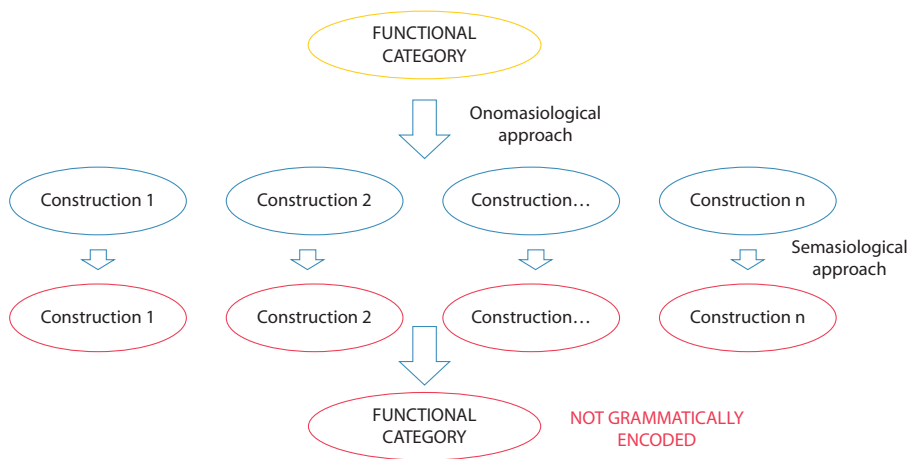 FUNCTIONAL
CATEGORY
Onomasiological
approach
Construction 1
Construction 2
Construction…
Construction n
Semasiological
approach
Construction 1
Construction 2
Construction…
Construction n
FUNCTIONAL
CATEGORY
NOT GRAMMATICALLY
ENCODED